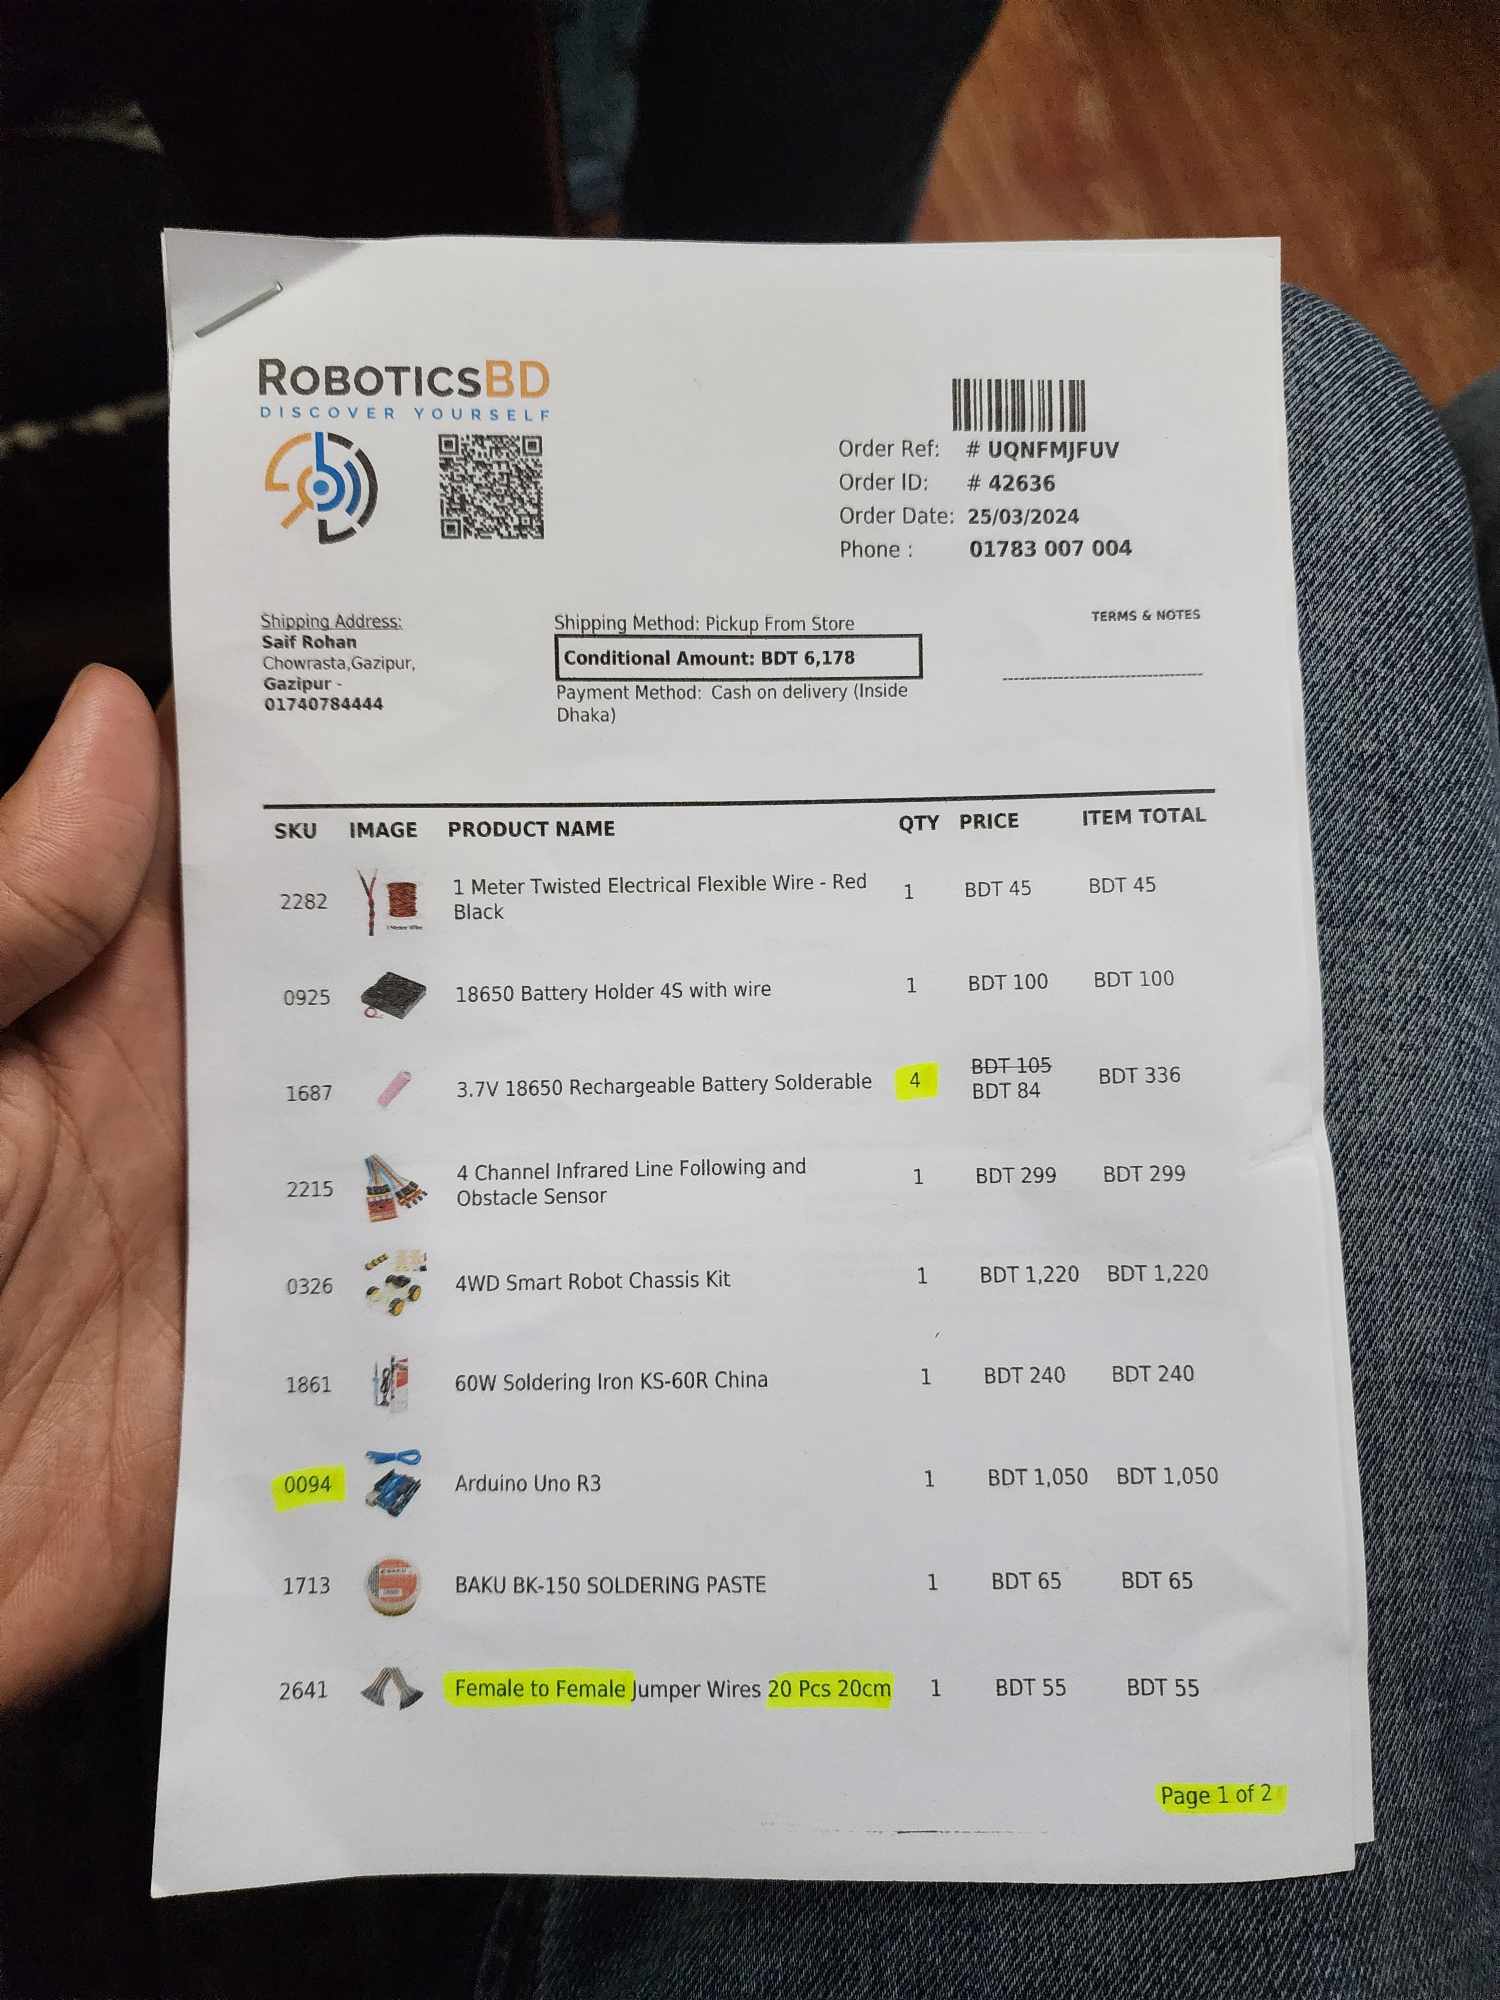 ROBOTICSBD
DISCOVER YOURSELF
Order Ref: # UQNFMJFUV
Order ID: # 42636
Order Date: 25/03/2024
Phone : 01783 007 004
Shipping Address:
Saif Rohan
Chowrasta,Gazipur,
Gazipur -
01740784444
Shipping Method: Pickup From Store
Conditional Amount: BDT 6,178
Payment Method: Cash on delivery (Inside
Dhaka)
TERMS & NOTES
SKU IMAGE PRODUCT NAME QTY PRICE ITEM TOTAL
2282 1 Meter Twisted Electrical Flexible Wire - Red 1 BDT 45 BDT 45
Black
1 Meter Wire
0925 18650 Battery Holder 4S with wire 1 BDT 100 BDT 100
BDT 105
1687 3.7V 18650 Rechargeable Battery Solderable 4 BDT 84 BDT 336
2215 4 Channel Infrared Line Following and 1 BDT 299 BDT 299
Obstacle Sensor
0326 4WD Smart Robot Chassis Kit 1 BDT 1,220 BDT 1,220
1861 60W Soldering Iron KS-60R China 1 BDT 240 BDT 240
0094 Arduino Uno R3 1 BDT 1,050 BDT 1,050
1713 BAKU BK-150 SOLDERING PASTE 1 BDT 65 BDT 65
2641 Female to Female Jumper Wires 20 Pcs 20cm 1 BDT 55 BDT 55
Page 1 of 2